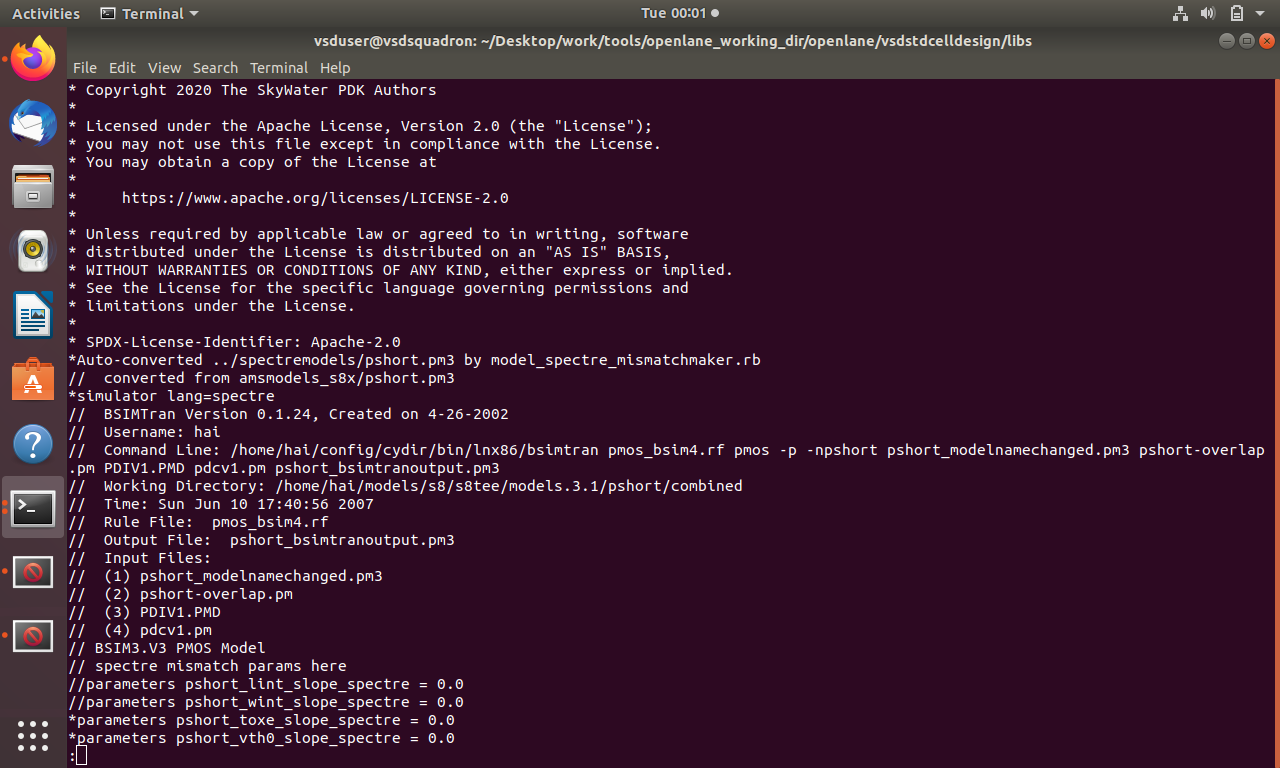 Activities Terminal Tue 00:01
vsduser@vsdsquadron: ~/Desktop/work/tools/openlane_working_dir/openlane/vsdstdcelldesign/libs
File Edit View Search Terminal Help
* Copyright 2020 The SkyWater PDK Authors
*
* Licensed under the Apache License, Version 2.0 (the "License");
* you may not use this file except in compliance with the License.
* You may obtain a copy of the License at
*
*     https://www.apache.org/licenses/LICENSE-2.0
*
* Unless required by applicable law or agreed to in writing, software
* distributed under the License is distributed on an "AS IS" BASIS,
* WITHOUT WARRANTIES OR CONDITIONS OF ANY KIND, either express or implied.
* See the License for the specific language governing permissions and
* limitations under the License.
*
* SPDX-License-Identifier: Apache-2.0
*Auto-converted ../spectremodels/pshort.pm3 by model_spectre_mismatchmaker.rb
//  converted from amsmodels_s8x/pshort.pm3
*simulator lang=spectre
//  BSIMTran Version 0.1.24, Created on 4-26-2002
//  Username: hai
//  Command Line: /home/hai/config/cydir/bin/lnx86/bsimtran pmos_bsim4.rf pmos -p -npshort pshort_modelnamechanged.pm3 pshort-overlap
.pm PDIV1.PMD pdcv1.pm pshort_bsimtranoutput.pm3
//  Working Directory: /home/hai/models/s8/s8tee/models.3.1/pshort/combined
//  Time: Sun Jun 10 17:40:56 2007
//  Rule File:  pmos_bsim4.rf
//  Output File:  pshort_bsimtranoutput.pm3
//  Input Files:
//  (1) pshort_modelnamechanged.pm3
//  (2) pshort-overlap.pm
//  (3) PDIV1.PMD
//  (4) pdcv1.pm
// BSIM3.V3 PMOS Model
// spectre mismatch params here
//parameters pshort_lint_slope_spectre = 0.0
//parameters pshort_wint_slope_spectre = 0.0
*parameters pshort_toxe_slope_spectre = 0.0
*parameters pshort_vth0_slope_spectre = 0.0
: